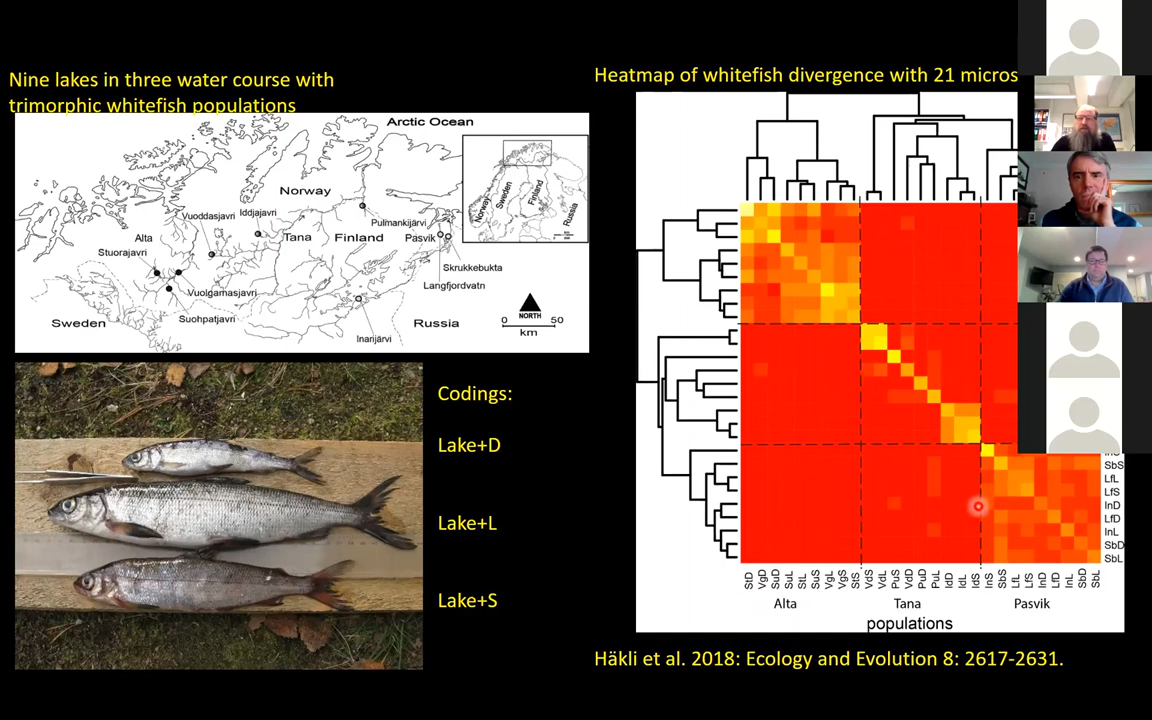 Nine lakes in three water course with
trimorphic whitefish populations
Arctic Ocean
Norway
Vuoddasjavri
Iddjajavri
Pulmankijärvi
Alta
Tana
Finland
Pasvik
Stuorajavri
Skrukkebukta
Langfjordvatn
Vuolgamasjavri
Suohpatjavri
Sweden
Russia
Inarijärvi
NORTH
0 50
km
Norway
Sweden
Finland
Russia
Codings:
Lake+D
Lake+L
Lake+S
Heatmap of whitefish divergence with 21 micros
SbS
LfL
LfS
InD
LfD
InL
SbD
SbL
StD VgD SuD SuL StL SuS VgL VgS StS VdS VdL PuS VdD PuD PuL IdD IdL IdS InS SbS LfL LfS InD LfD InL SbD SbL
Alta Tana Pasvik
populations
Häkli et al. 2018: Ecology and Evolution 8: 2617-2631.